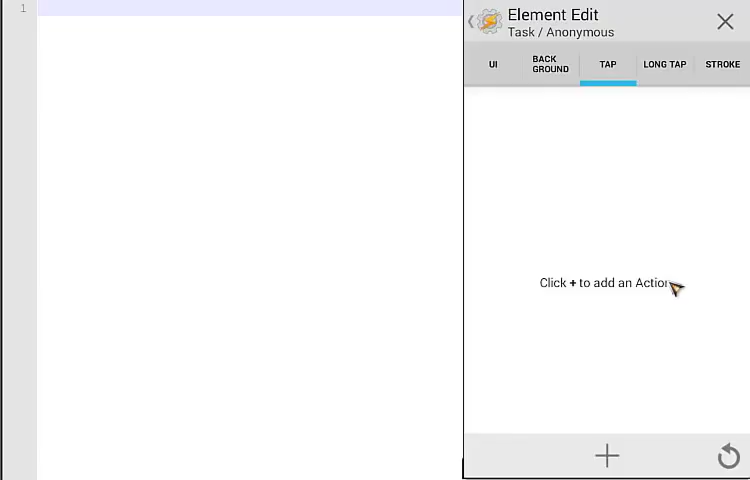 1
Element Edit
Task / Anonymous
UI
BACK
GROUND
TAP
LONG TAP
STROKE
Click + to add an Action